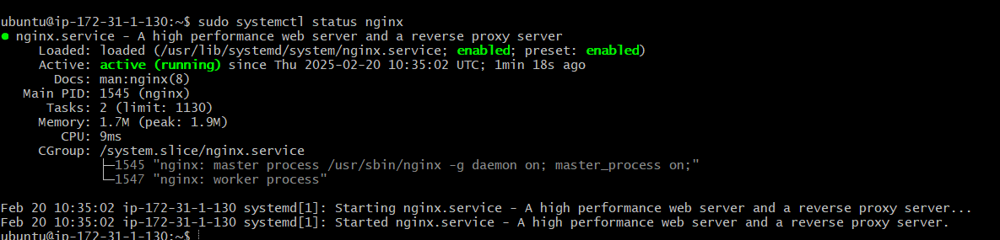 ubuntu@ip-172-31-1-130:~$ sudo systemctl status nginx
● nginx.service - A high performance web server and a reverse proxy server
     Loaded: loaded (/usr/lib/systemd/system/nginx.service; enabled; preset: enabled)
     Active: active (running) since Thu 2025-02-20 10:35:02 UTC; 1min 18s ago
       Docs: man:nginx(8)
   Main PID: 1545 (nginx)
      Tasks: 2 (limit: 1130)
     Memory: 1.7M (peak: 1.9M)
        CPU: 9ms
     CGroup: /system.slice/nginx.service
             ├─1545 "nginx: master process /usr/sbin/nginx -g daemon on; master_process on;"
             └─1547 "nginx: worker process"

Feb 20 10:35:02 ip-172-31-1-130 systemd[1]: Starting nginx.service - A high performance web server and a reverse proxy server...
Feb 20 10:35:02 ip-172-31-1-130 systemd[1]: Started nginx.service - A high performance web server and a reverse proxy server.
ubuntu@ip-172-31-1-130:~$